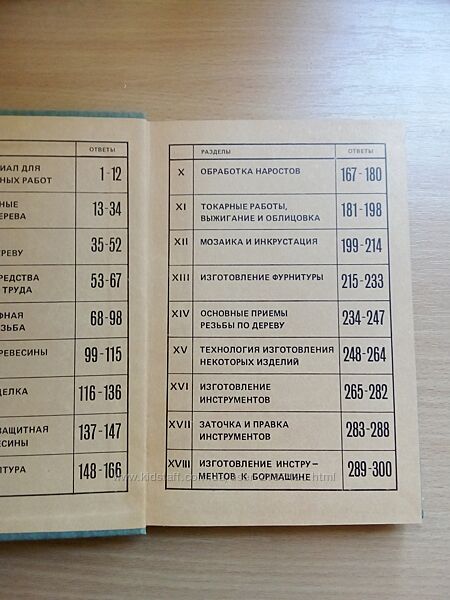 ОТВЕТЫ
ИАЛ ДЛЯ
НЫХ РАБОТ
1-12
НЫЕ
ЕРЕВА
13-34
РЕВУ
35-52
РЕДСТВА
ТРУДА
53-67
ФНАЯ
ЗЬБА
68-98
РЕВЕСИНЫ
99-115
ДЕЛКА
116-136
ЗАЩИТНАЯ
ЕСИНЫ
137-147
ПТУРА
148-166
РАЗДЕЛЫ ОТВЕТЫ
X ОБРАБОТКА НАРОСТОВ 167-180
XI ТОКАРНЫЕ РАБОТЫ,
ВЫЖИГАНИЕ И ОБЛИЦОВКА 181-198
XII МОЗАИКА И ИНКРУСТАЦИЯ 199-214
XIII ИЗГОТОВЛЕНИЕ ФУРНИТУРЫ 215-233
XIV ОСНОВНЫЕ ПРИЕМЫ
РЕЗЬБЫ ПО ДЕРЕВУ 234-247
XV ТЕХНОЛОГИЯ ИЗГОТОВЛЕНИЯ
НЕКОТОРЫХ ИЗДЕЛИЙ 248-264
XVI ИЗГОТОВЛЕНИЕ
ИНСТРУМЕНТОВ 265-282
XVII ЗАТОЧКА И ПРАВКА
ИНСТРУМЕНТОВ 283-288
XVIII ИЗГОТОВЛЕНИЕ ИНСТРУ-
МЕНТОВ К БОРМАШИНЕ 289-300